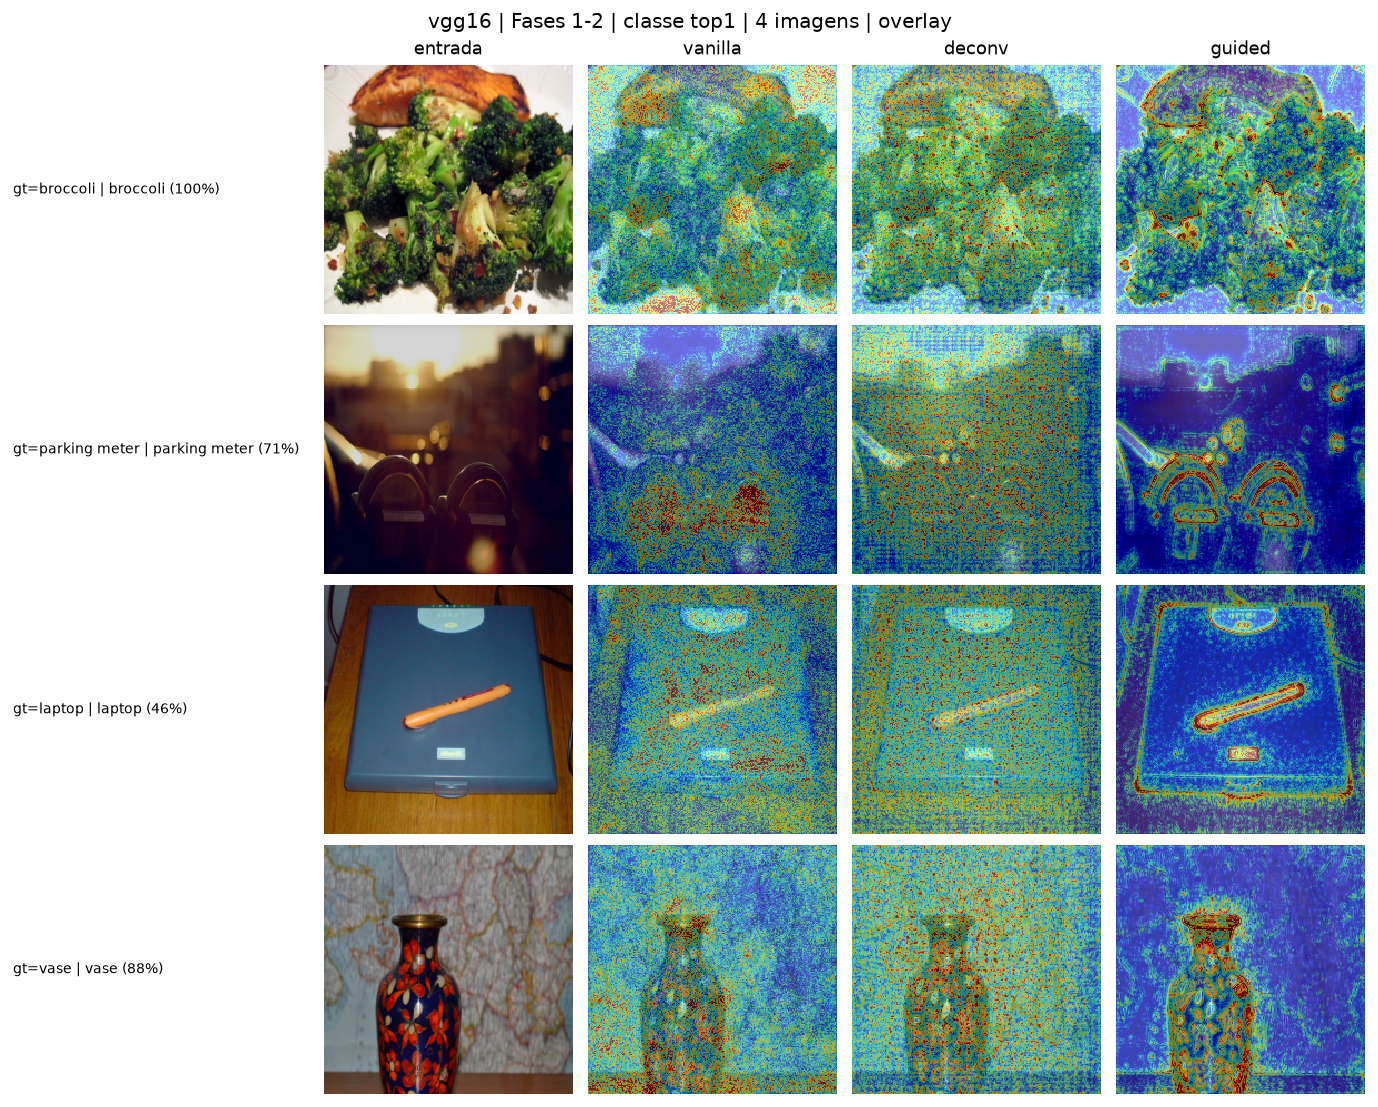 vgg16 | Fases 1-2 | classe top1 | 4 imagens | overlay
entrada vanilla deconv guided
gt=broccoli | broccoli (100%)
gt=parking meter | parking meter (71%)
gt=laptop | laptop (46%)
gt=vase | vase (88%)